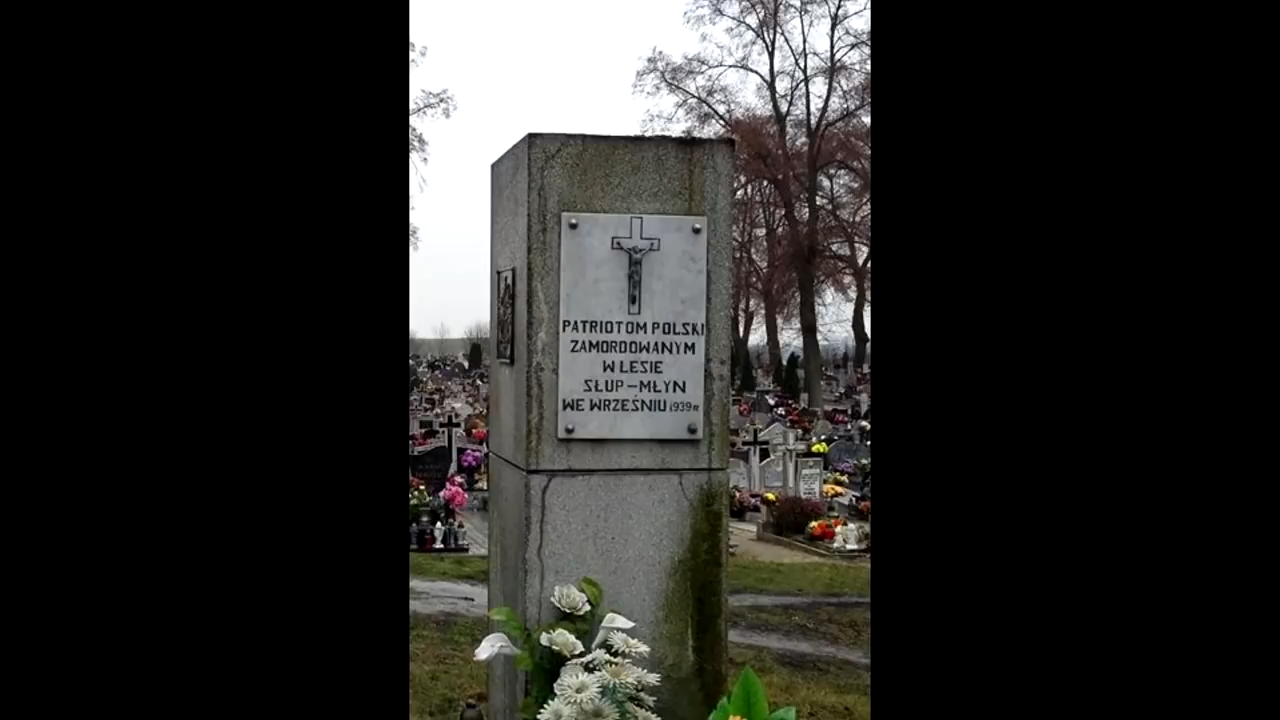 PATRIOTOM POLSKI
ZAMORDOWANYM
W LESIE
SŁUP-MŁYN
WE WRZEŚNIU 1939 R